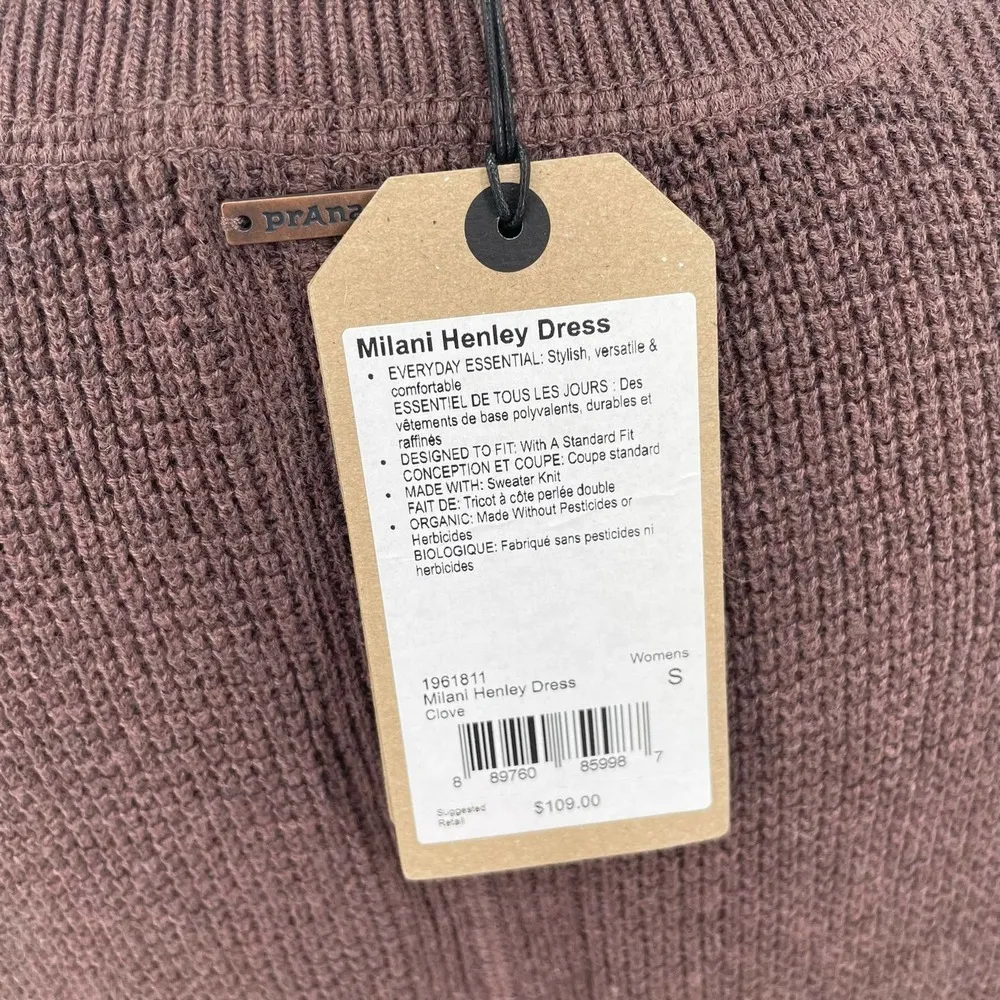 prAna
Milani Henley Dress
• EVERYDAY ESSENTIAL: Stylish, versatile &
comfortable
ESSENTIEL DE TOUS LES JOURS : Des
vêtements de base polyvalents, durables et
raffinés
• DESIGNED TO FIT: With A Standard Fit
CONCEPTION ET COUPE: Coupe standard
• MADE WITH: Sweater Knit
FAIT DE: Tricot à côte perlée double
• ORGANIC: Made Without Pesticides or
Herbicides
BIOLOGIQUE: Fabriqué sans pesticides ni
herbicides
Womens
1961811 S
Milani Henley Dress
Clove
8 89760 85998 7
Suggested
Retail $109.00